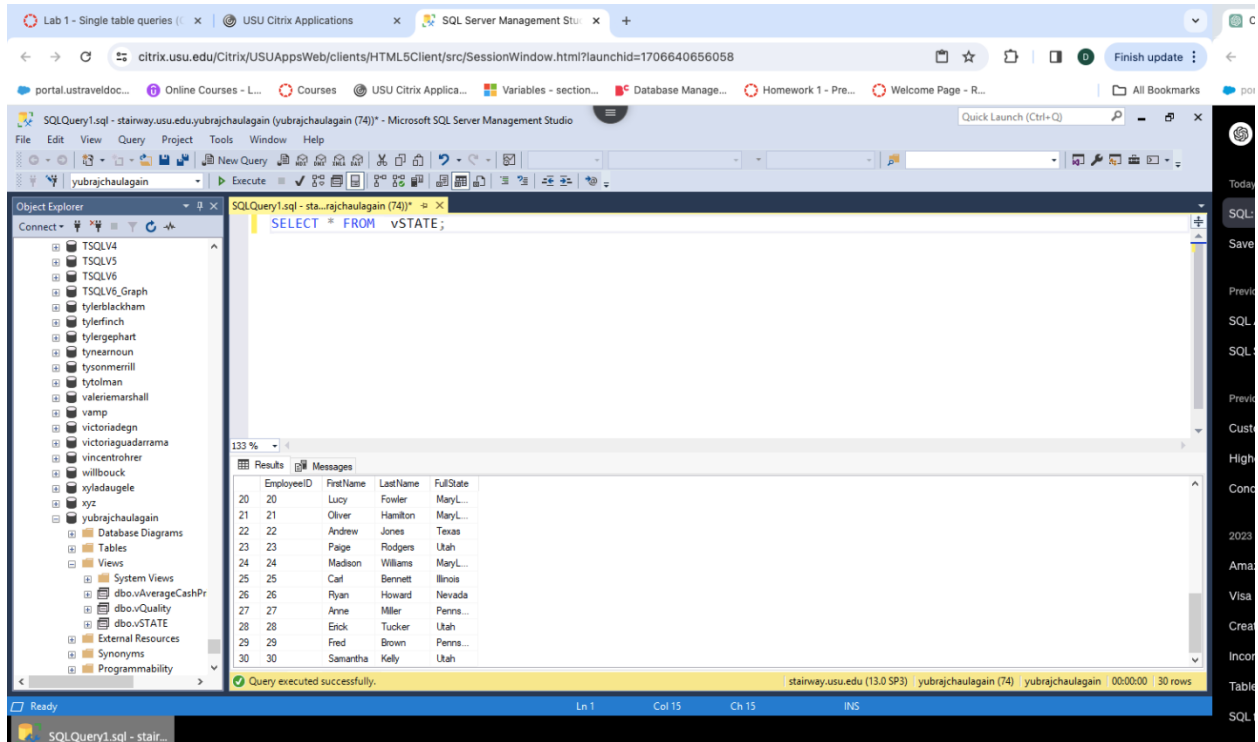 Lab 1 - Single table queries (
USU Citrix Applications
SQL Server Management Stu
citrix.usu.edu/Citrix/USUAppsWeb/clients/HTML5Client/src/SessionWindow.html?launchid=1706640656058
D
Finish update
portal.ustraveldoc...
Online Courses - L...
Courses
USU Citrix Applica...
Variables - section...
Database Manage...
Homework 1 - Pre...
Welcome Page - R...
All Bookmarks
SQLQuery1.sql - stairway.usu.edu.yubrajchaulagain (yubrajchaulagain (74))* - Microsoft SQL Server Management Studio
Quick Launch (Ctrl+Q)
File Edit View Query Project Tools Window Help
New Query
yubrajchaulagain
Execute
Object Explorer
SQLQuery1.sql - sta...rajchaulagain (74))*
Connect
SELECT * FROM vSTATE;
TSQLV4
TSQLV5
TSQLV6
TSQLV6_Graph
tylerblackham
tylerfinch
tylergephart
tynearnoun
tysonmerrill
tytolman
valeriemarshall
vamp
victoriadegn
victoriaguadarrama
vincentrohrer
willbouck
xyladaugele
xyz
yubrajchaulagain
Database Diagrams
Tables
Views
System Views
dbo.vAverageCashPr
dbo.vQuality
dbo.vSTATE
External Resources
Synonyms
Programmability
133 %
Results Messages
EmployeeID FirstName LastName FullState
20 20 Lucy Fowler MaryL...
21 21 Oliver Hamilton MaryL...
22 22 Andrew Jones Texas
23 23 Paige Rodgers Utah
24 24 Madison Williams MaryL...
25 25 Carl Bennett Illinois
26 26 Ryan Howard Nevada
27 27 Anne Miller Penns...
28 28 Erick Tucker Utah
29 29 Fred Brown Penns...
30 30 Samantha Kelly Utah
Query executed successfully.
stairway.usu.edu (13.0 SP3) yubrajchaulagain (74) yubrajchaulagain 00:00:00 30 rows
Ready
Ln 1 Col 15 Ch 15 INS
SQLQuery1.sql - stair...
Today
SQL:
Save
SQL
SQL
High
2023
Visa